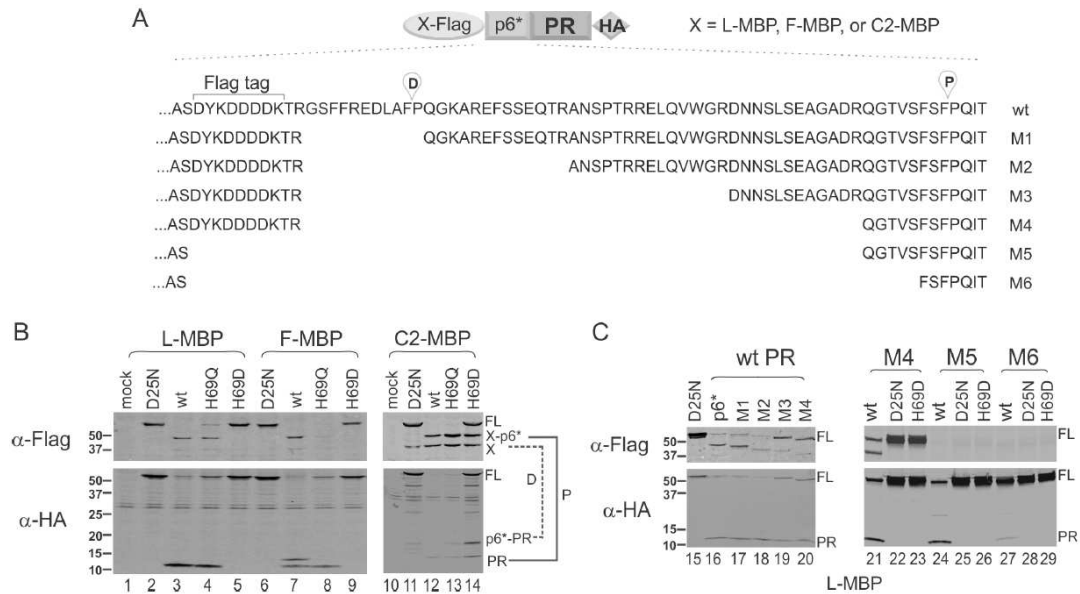 A
X-Flag p6* PR HA X = L-MBP, F-MBP, or C2-MBP
Flag tag D P
...ASDYKDDDDKTRGSFFREDLAFPQGKAREFSSEQTRANSPTRRELQVWGRDNNSLSEAGADRQGTVSFSFPQIT wt
...ASDYKDDDDKTR QGKAREFSSEQTRANSPTRRELQVWGRDNNSLSEAGADRQGTVSFSFPQIT M1
...ASDYKDDDDKTR ANSPTRRELQVWGRDNNSLSEAGADRQGTVSFSFPQIT M2
...ASDYKDDDDKTR DNNSLSEAGADRQGTVSFSFPQIT M3
...ASDYKDDDDKTR QGTVSFSFPQIT M4
...AS QGTVSFSFPQIT M5
...AS FSFPQIT M6
B
L-MBP F-MBP C2-MBP
mock D25N wt H69Q H69D D25N wt H69Q H69D mock D25N wt H69Q H69D
α-Flag 50 37 FL X-p6* X
α-HA 50 37 25 20 15 10 FL p6*-PR PR
D P
1 2 3 4 5 6 7 8 9 10 11 12 13 14
C
wt PR M4 M5 M6
D25N p6* M1 M2 M3 M4 wt D25N H69D wt D25N H69D wt D25N H69D
α-Flag 50 37 FL FL
α-HA 50 37 15 10 FL PR FL PR
15 16 17 18 19 20 21 22 23 24 25 26 27 28 29
L-MBP